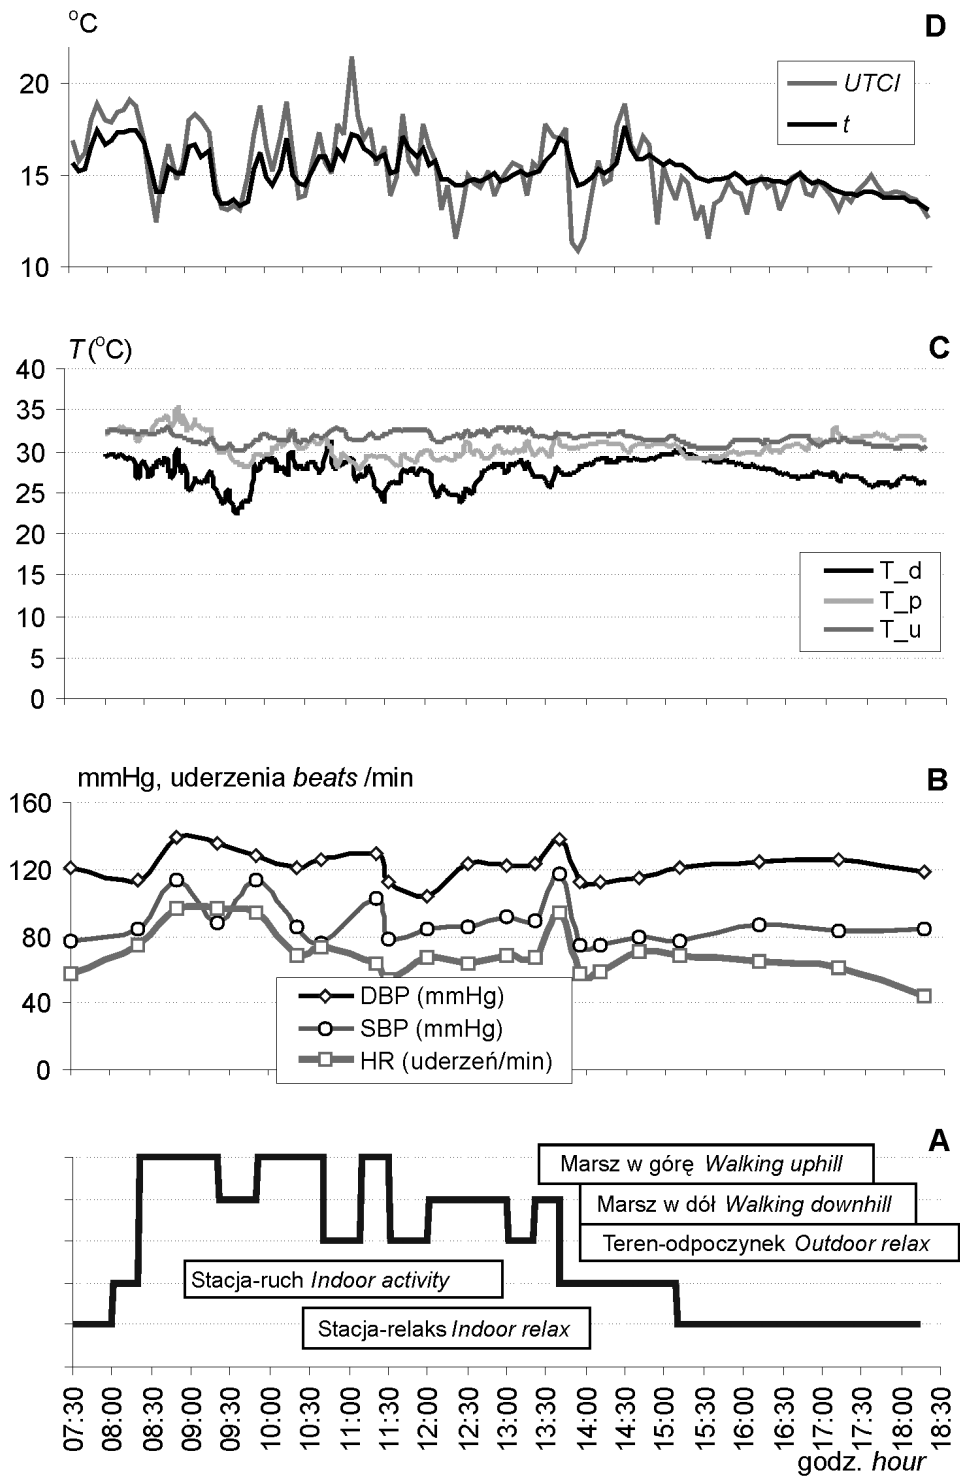 °C
D
20
15
10
UTCI
t
T (°C)
C
40
35
30
25
20
15
10
5
0
T_d
T_p
T_u
mmHg, uderzenia beats /min
B
160
120
80
40
0
DBP (mmHg)
SBP (mmHg)
HR (uderzeń/min)
A
Marsz w górę Walking uphill
Marsz w dół Walking downhill
Teren-odpoczynek Outdoor relax
Stacja-ruch Indoor activity
Stacja-relaks Indoor relax
07:30
08:00
08:30
09:00
09:30
10:00
10:30
11:00
11:30
12:00
12:30
13:00
13:30
14:00
14:30
15:00
15:30
16:00
16:30
17:00
17:30
18:00
18:30
godz. hour